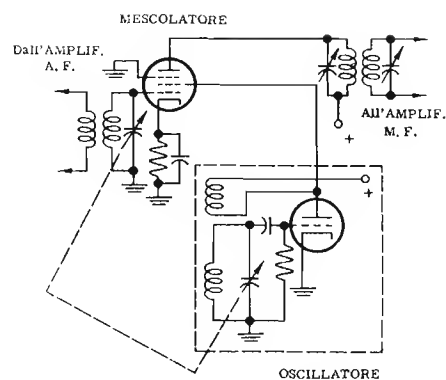 MESCOLATORE
Dall'AMPLIF.
A. F.
All'AMPLIF.
M. F.
+
+
OSCILLATORE